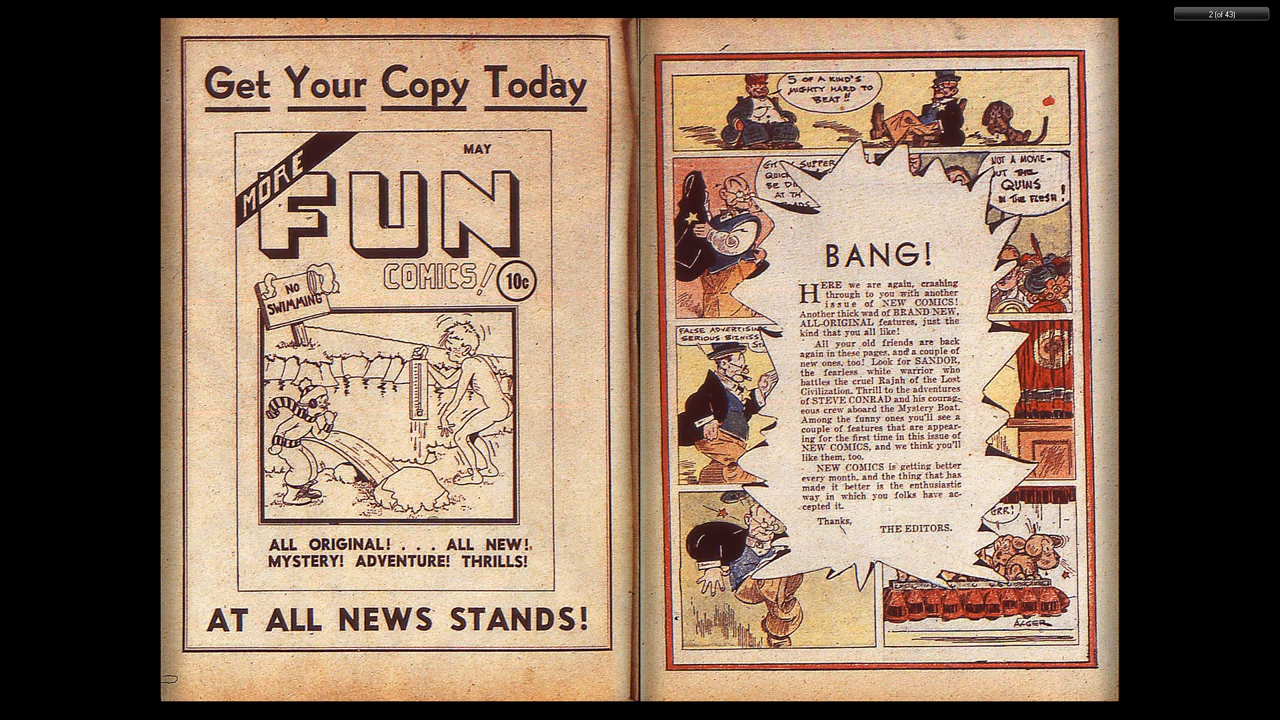 2 (of 43)
Get Your Copy Today
MAY
MORE
FUN
COMICS!
10c
NO
SWIMMING
ALL ORIGINAL! . . . ALL NEW!
MYSTERY! ADVENTURE! THRILLS!
AT ALL NEWS STANDS!
5 OF A KIND'S
MIGHTY HARD TO
BEAT!!
SUPPER
QUICK
BE
AT TH
NOT A MOVIE-
THE
QUINS
IN THE FLESH!
FALSE ADVERTISIN
SERIOUS BIZNISS
BANG!
HERE we are again, crashing
through to you with another
issue of NEW COMICS!
Another thick wad of BRAND NEW,
ALL-ORIGINAL features, just the
kind that you all like!
All your old friends are back
again in these pages, and a couple of
new ones, too! Look for SANDOR,
the fearless white warrior who
battles the cruel Rajah of the Lost
Civilization. Thrill to the adventures
of STEVE CONRAD and his courag-
eous crew aboard the Mystery Boat.
Among the funny ones you'll see a
couple of features that are appear-
ing for the first time in this issue of
NEW COMICS, and we think you'll
like them, too.
NEW COMICS is getting better
every month, and the thing that has
made it better is the enthusiastic
way in which you folks have ac-
cepted it.
Thanks,
THE EDITORS.
GRR!
ALGER